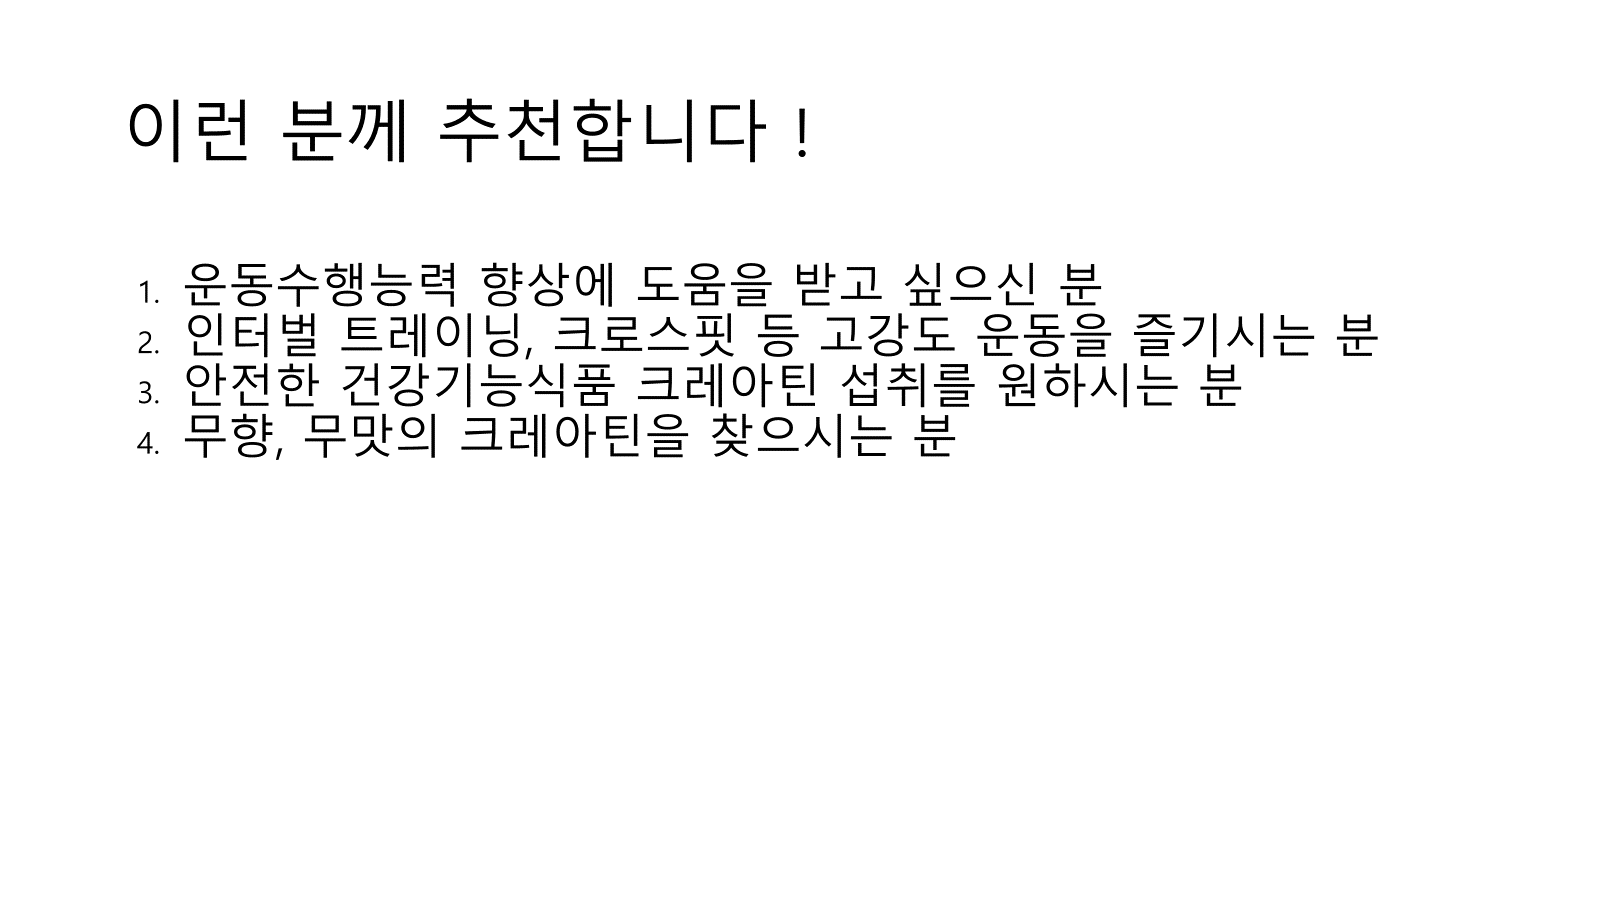 이런 분께 추천합니다 !
1. 운동수행능력 향상에 도움을 받고 싶으신 분
2. 인터벌 트레이닝, 크로스핏 등 고강도 운동을 즐기시는 분
3. 안전한 건강기능식품 크레아틴 섭취를 원하시는 분
4. 무향, 무맛의 크레아틴을 찾으시는 분